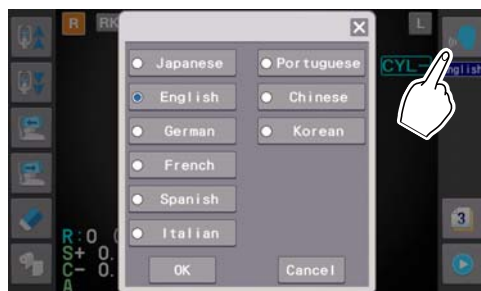 R RK L
Japanese Portuguese CYL-
English Chinese English
German Korean
French
Spanish
Italian 3
R:0 (
S+ 0.
OK Cancel
C- 0.
A